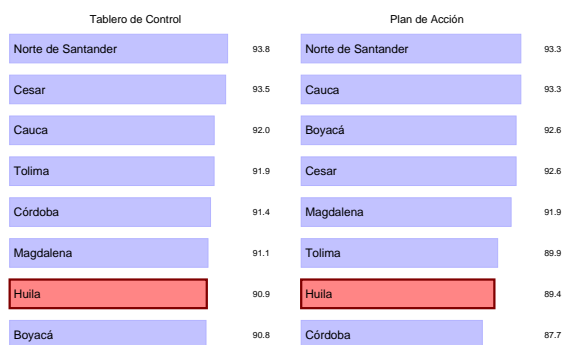 Tablero de Control
Norte de Santander 93.8
Cesar 93.5
Cauca 92.0
Tolima 91.9
Córdoba 91.4
Magdalena 91.1
Huila 90.9
Boyacá 90.8
Plan de Acción
Norte de Santander 93.3
Cauca 93.3
Boyacá 92.6
Cesar 92.6
Magdalena 91.9
Tolima 89.9
Huila 89.4
Córdoba 87.7